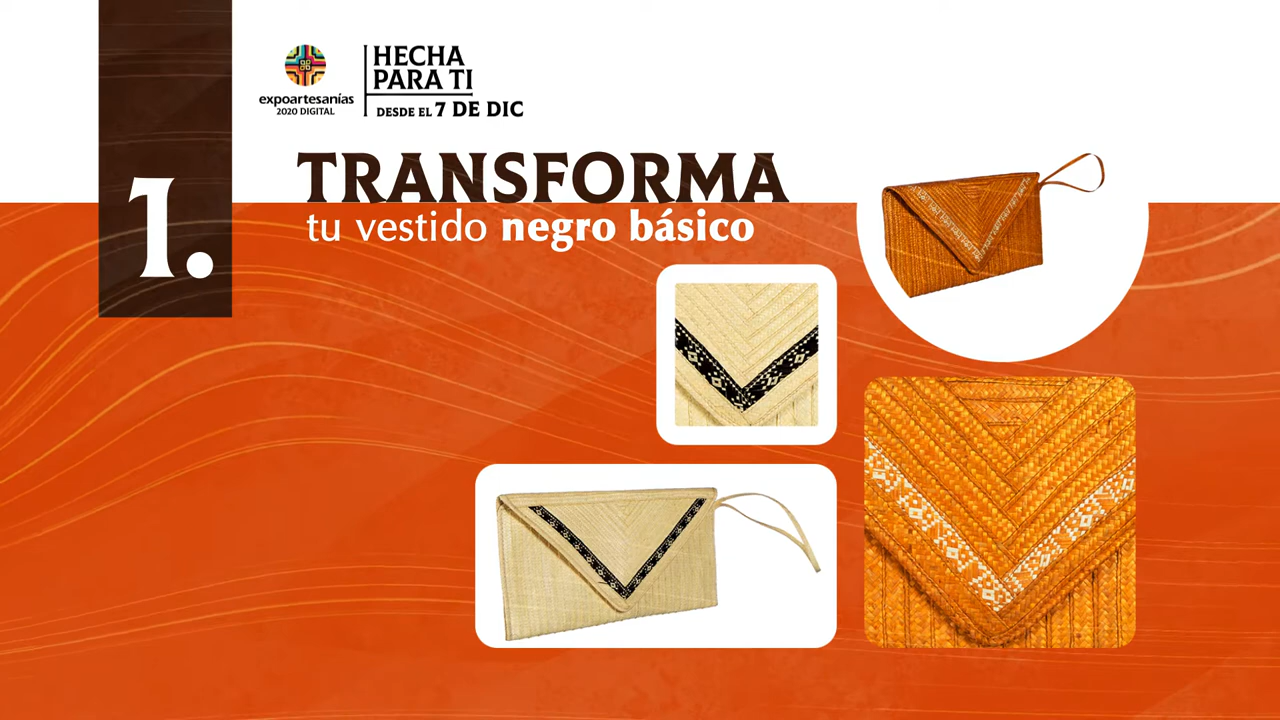 expoartesanías
2020 DIGITAL
HECHA
PARA TI
DESDE EL 7 DE DIC
1.
TRANSFORMA
tu vestido negro básico